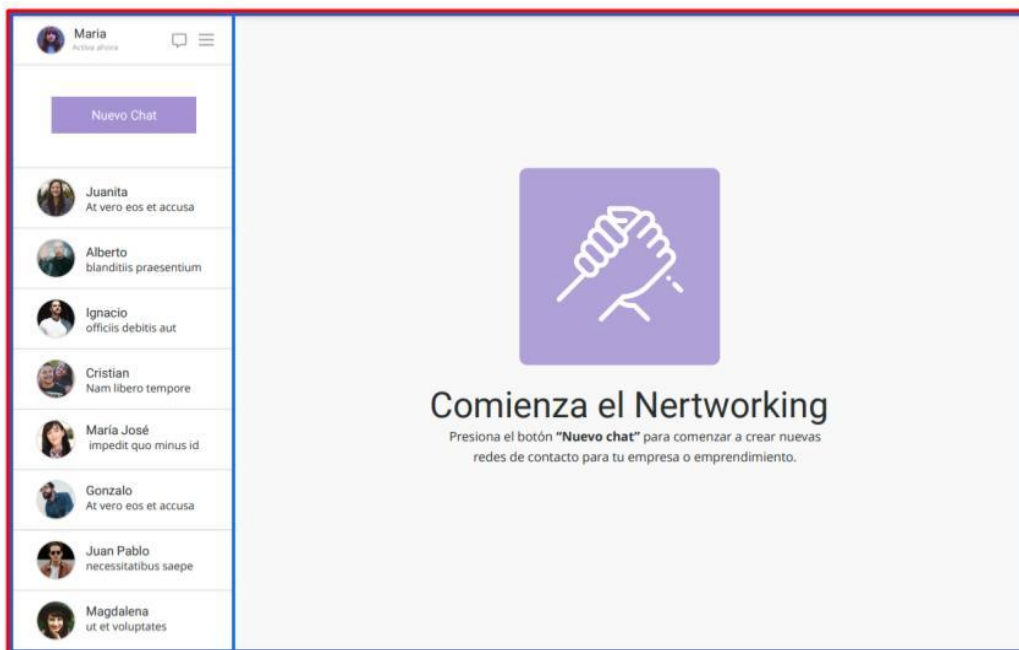 Maria
Activa ahora
Nuevo Chat
Juanita
At vero eos et accusa
Alberto
blanditiis praesentium
Ignacio
officiis debitis aut
Cristian
Nam libero tempore
María José
impedit quo minus id
Gonzalo
At vero eos et accusa
Juan Pablo
necessitatibus saepe
Magdalena
ut et voluptates
Comienza el Nertworking
Presiona el botón “Nuevo chat” para comenzar a crear nuevas
redes de contacto para tu empresa o emprendimiento.